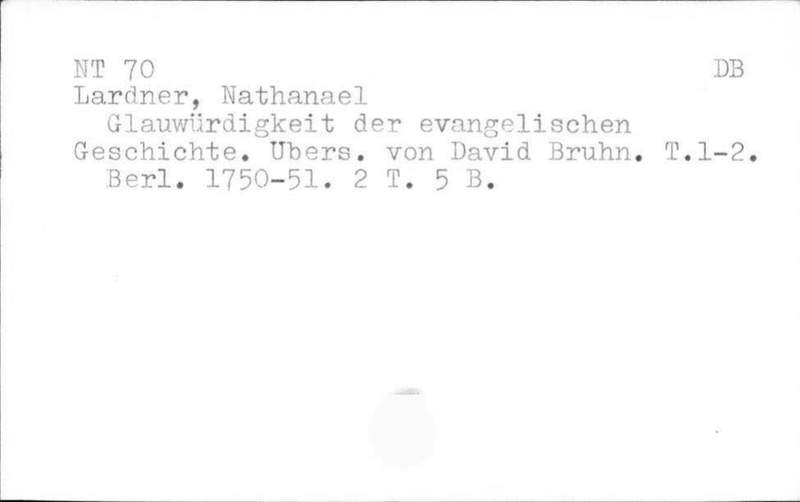 NT 70 DB
Lardner, Nathanael
Glauwürdigkeit der evangelischen
Geschichte. Ubers. von David Bruhn. T.1-2.
Berl. 1750-51. 2 T. 5 B.